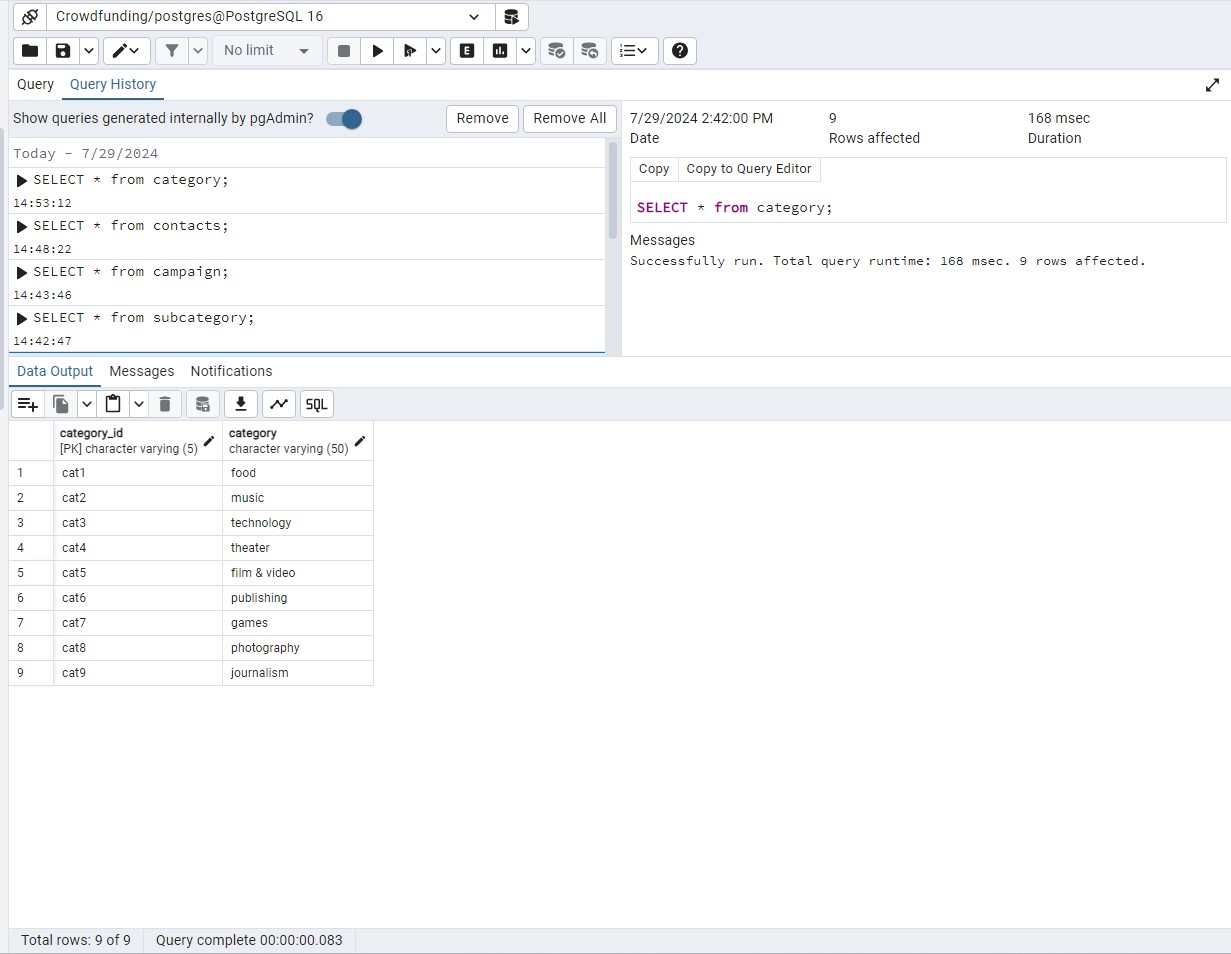 Crowdfunding/postgres@PostgreSQL 16
No limit
E
Query Query History
Show queries generated internally by pgAdmin? Remove Remove All
Today - 7/29/2024
SELECT * from category;
14:53:12
SELECT * from contacts;
14:48:22
SELECT * from campaign;
14:43:46
SELECT * from subcategory;
14:42:47
7/29/2024 2:42:00 PM 9 168 msec
Date Rows affected Duration
Copy Copy to Query Editor
SELECT * from category;
Messages
Successfully run. Total query runtime: 168 msec. 9 rows affected.
Data Output Messages Notifications
SQL
category_id category
[PK] character varying (5) character varying (50)
1 cat1 food
2 cat2 music
3 cat3 technology
4 cat4 theater
5 cat5 film & video
6 cat6 publishing
7 cat7 games
8 cat8 photography
9 cat9 journalism
Total rows: 9 of 9 Query complete 00:00:00.083